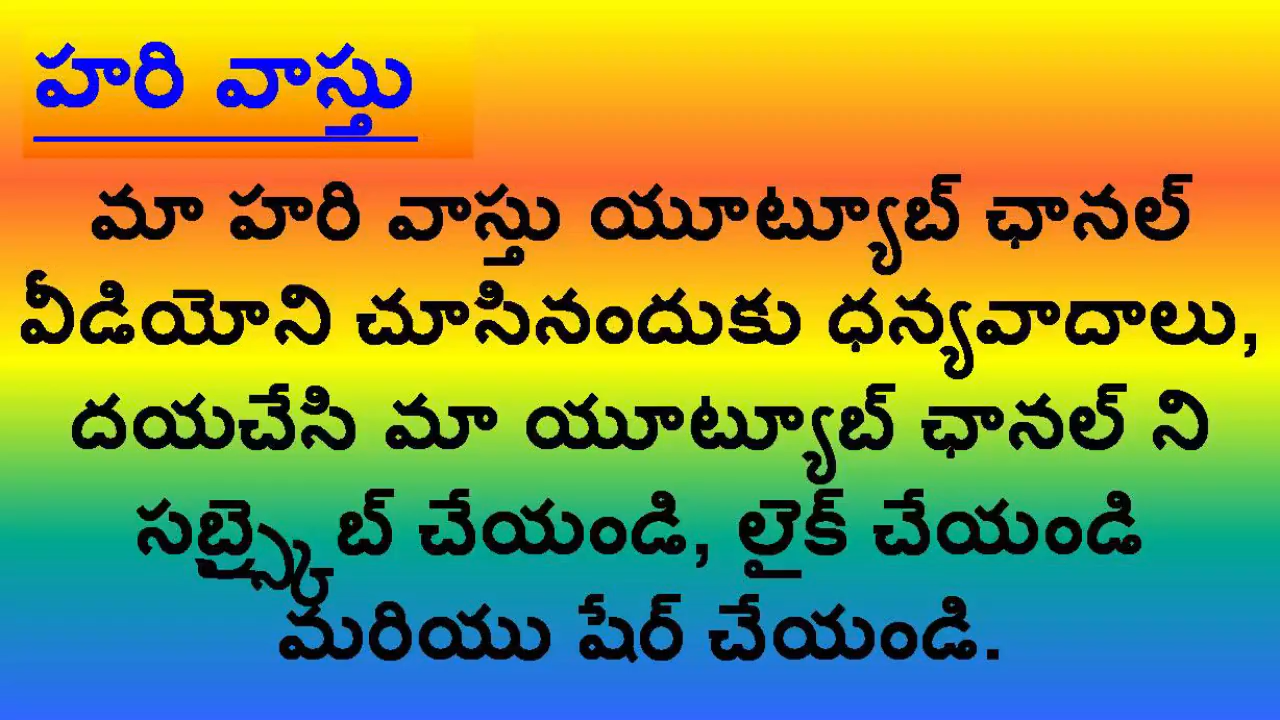 హరి వాస్తు
మా హరి వాస్తు యూట్యూబ్ ఛానల్
వీడియోని చూసినందుకు ధన్యవాదాలు,
దయచేసి మా యూట్యూబ్ ఛానల్ ని
సబ్స్క్రైబ్ చేయండి, లైక్ చేయండి
మరియు షేర్ చేయండి.